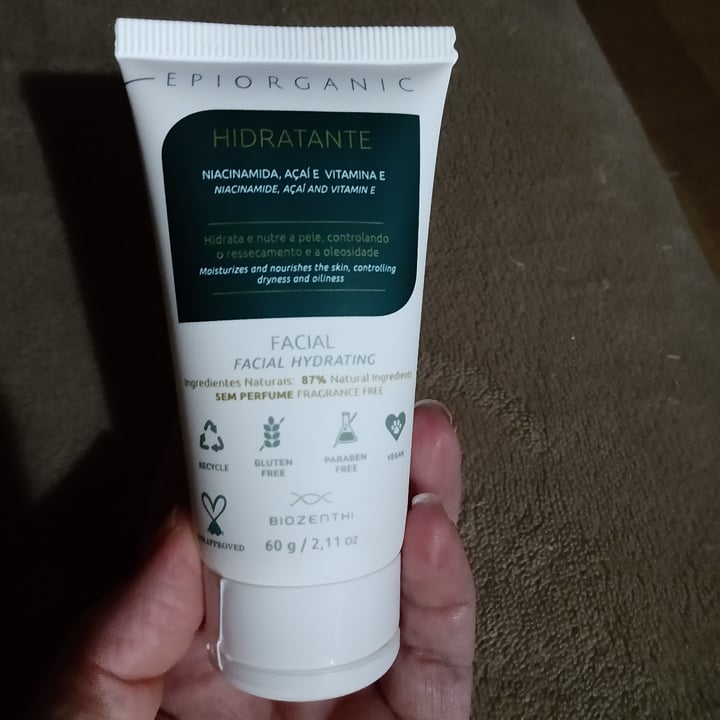 EPIORGANIC
HIDRATANTE
NIACINAMIDA, AÇAÍ E VITAMINA E
NIACINAMIDE, AÇAÍ AND VITAMIN E
Hidrata e nutre a pele, controlando
o ressecamento e a oleosidade
Moisturizes and nourishes the skin, controlling
dryness and oiliness
FACIAL
FACIAL HYDRATING
Ingredientes Naturais: 87% Natural Ingredients
SEM PERFUME FRAGRANCE FREE
RECYCLE
GLUTEN
FREE
PARABEN
FREE
VEGAN
APPROVED
BIOZENTHI
60 g / 2,11 oz